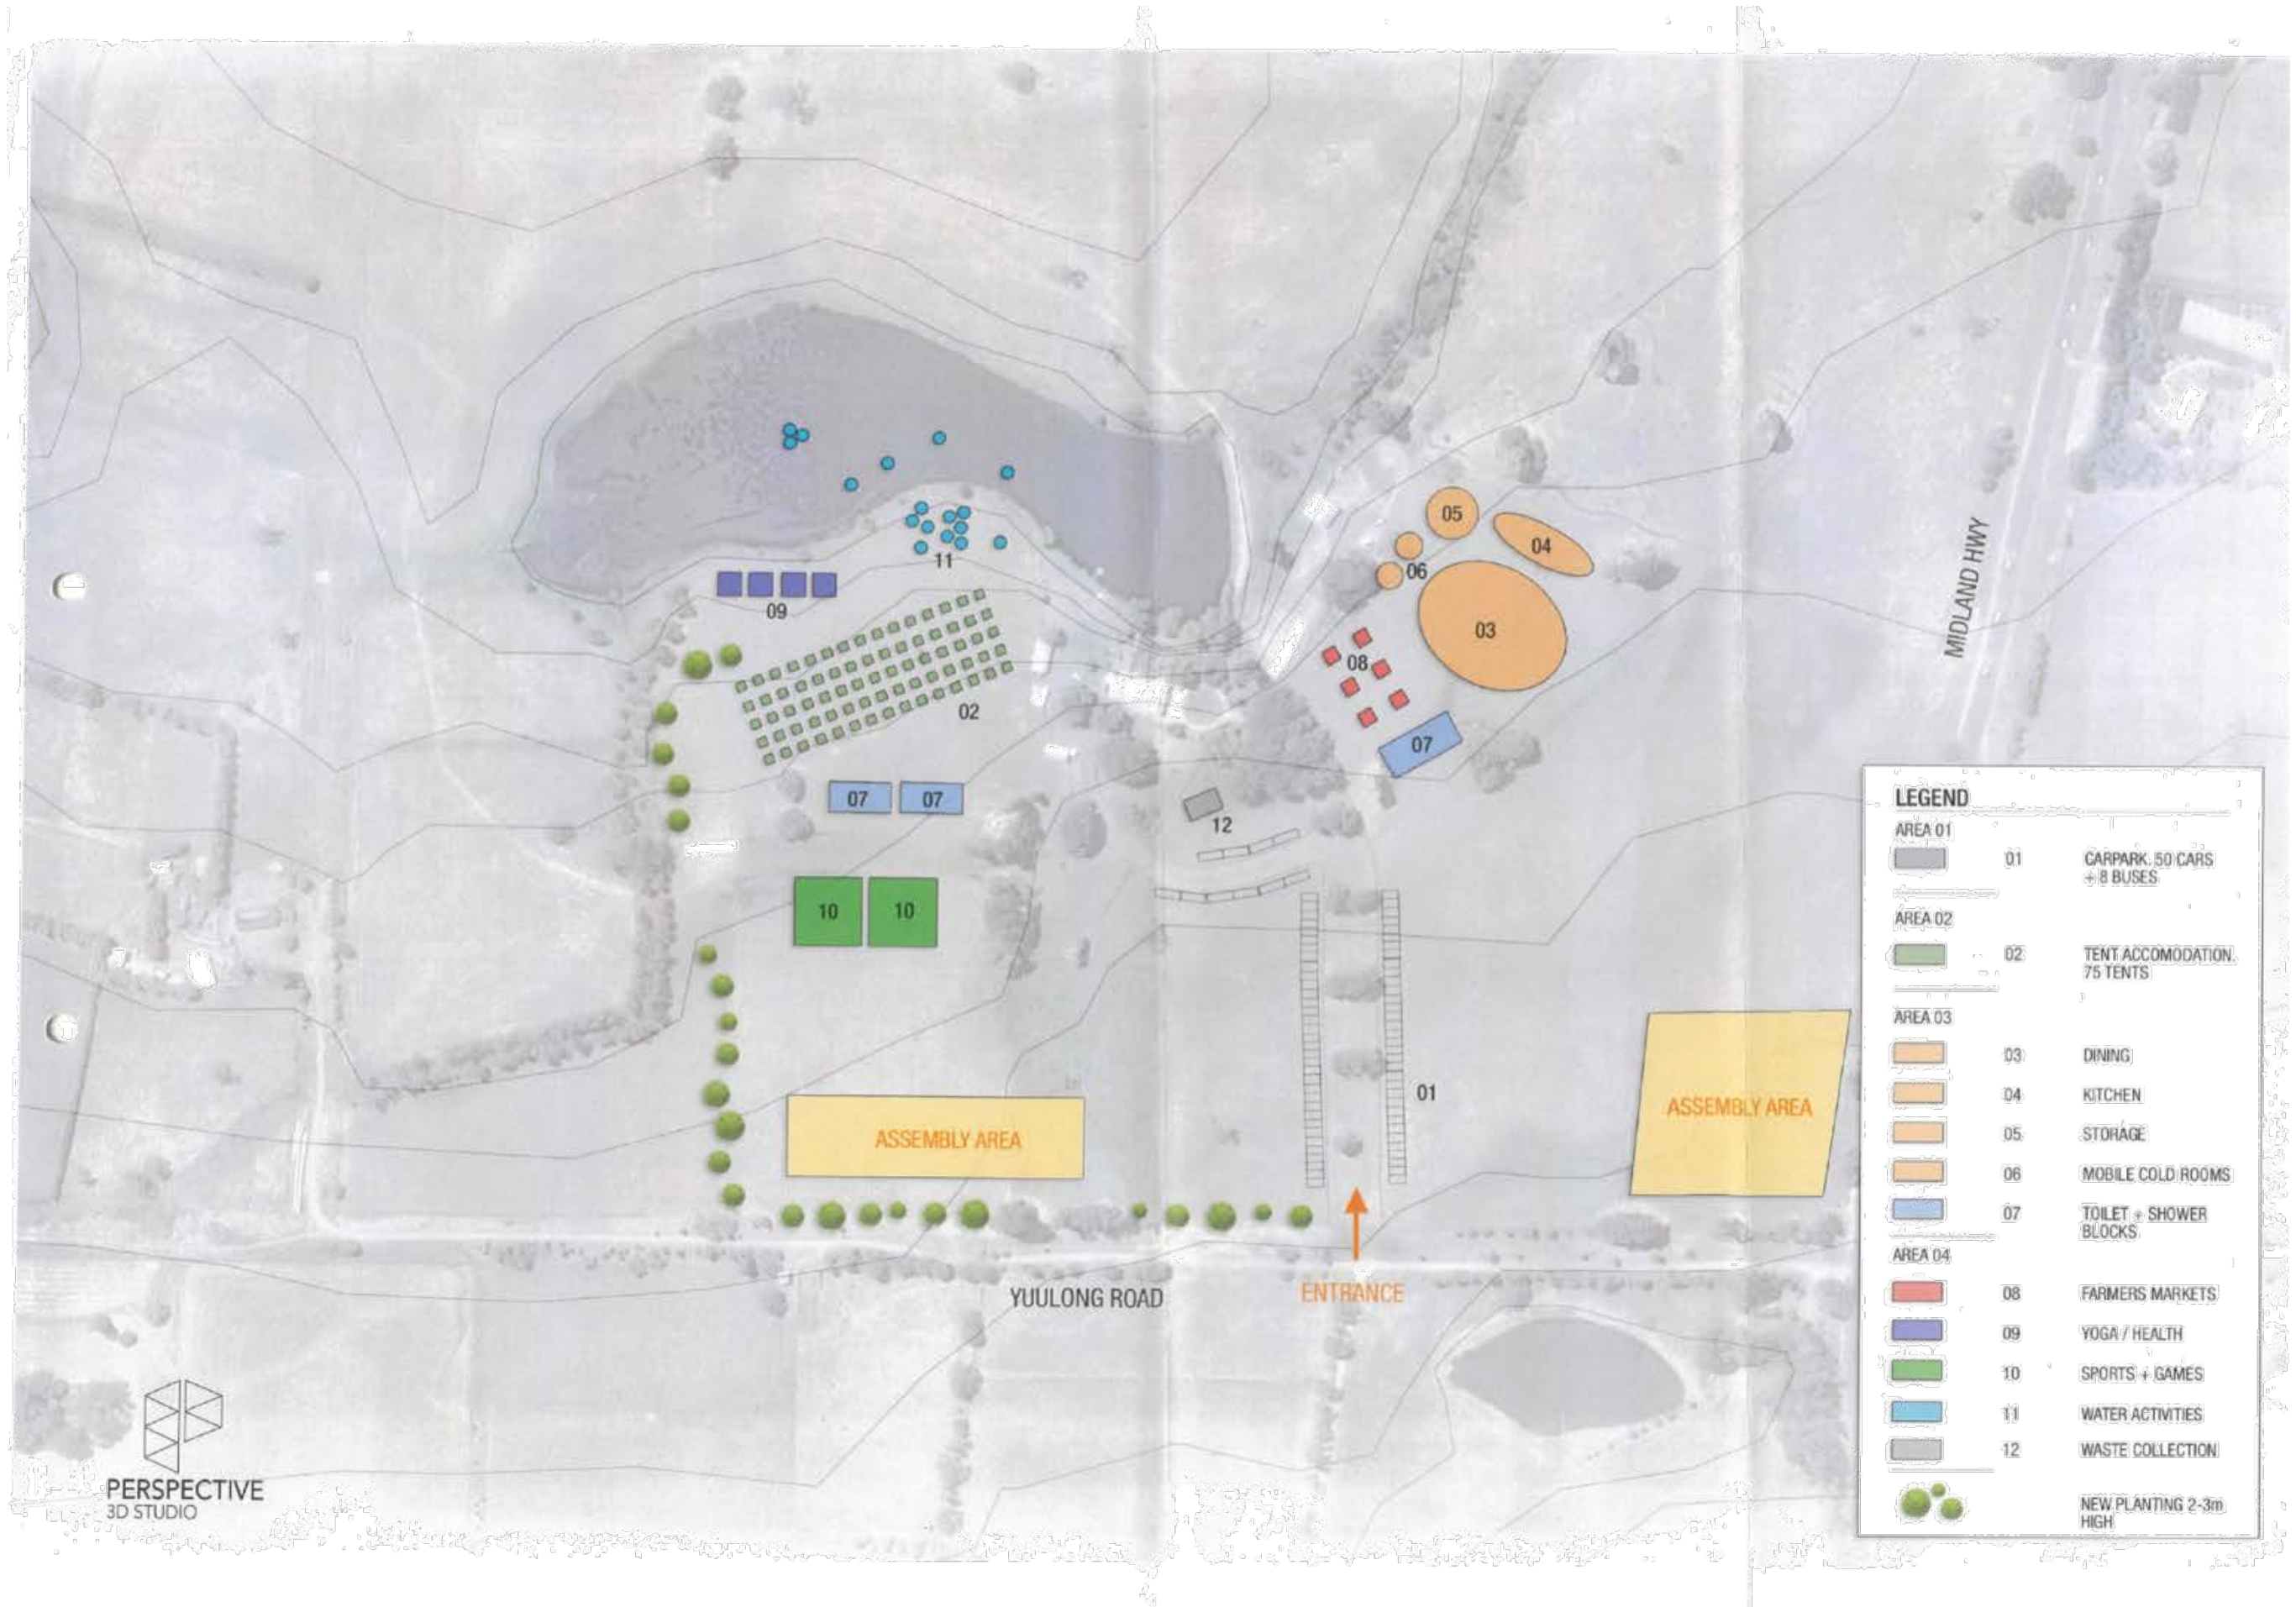 05
04
06
03
11
09
08
02
07
07
07
12
10
10
01
ASSEMBLY AREA
ASSEMBLY AREA
MIDLAND HWY
YUULONG ROAD
ENTRANCE
PERSPECTIVE
3D STUDIO
LEGEND
AREA 01
01 CARPARK. 50 CARS
+ 8 BUSES
AREA 02
02 TENT ACCOMODATION.
75 TENTS
AREA 03
03 DINING
04 KITCHEN
05 STORAGE
06 MOBILE COLD ROOMS
07 TOILET + SHOWER
BLOCKS
AREA 04
08 FARMERS MARKETS
09 YOGA / HEALTH
10 SPORTS + GAMES
11 WATER ACTIVITIES
12 WASTE COLLECTION
NEW PLANTING 2-3m
HIGH